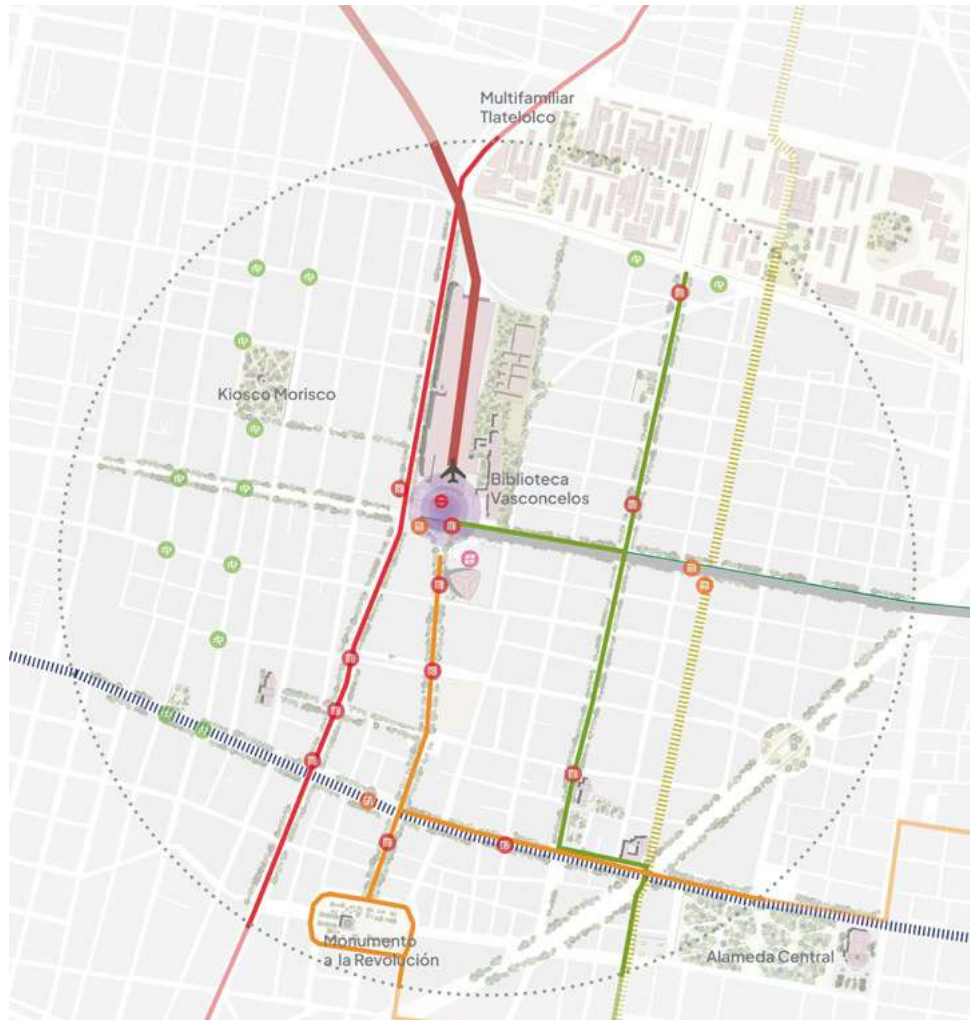 Multifamiliar
Tlatelolco
Kiosco Morisco
Biblioteca
Vasconcelos
Monumento
a la Revolución
Alameda Central